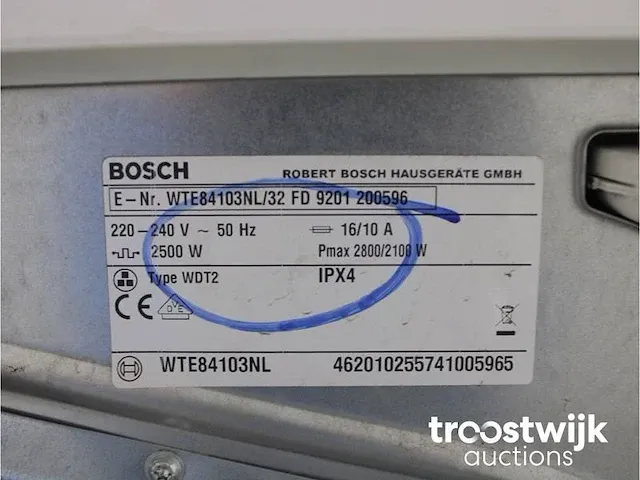 BOSCH ROBERT BOSCH HAUSGERÄTE GMBH
E-Nr. WTE84103NL/32 FD 9201 200596
220-240 V ~ 50 Hz 16/10 A
2500 W Pmax 2800/2100 W
Type WDT2 IPX4
CE DVE
WTE84103NL 462010255741005965
troostwijk
auctions